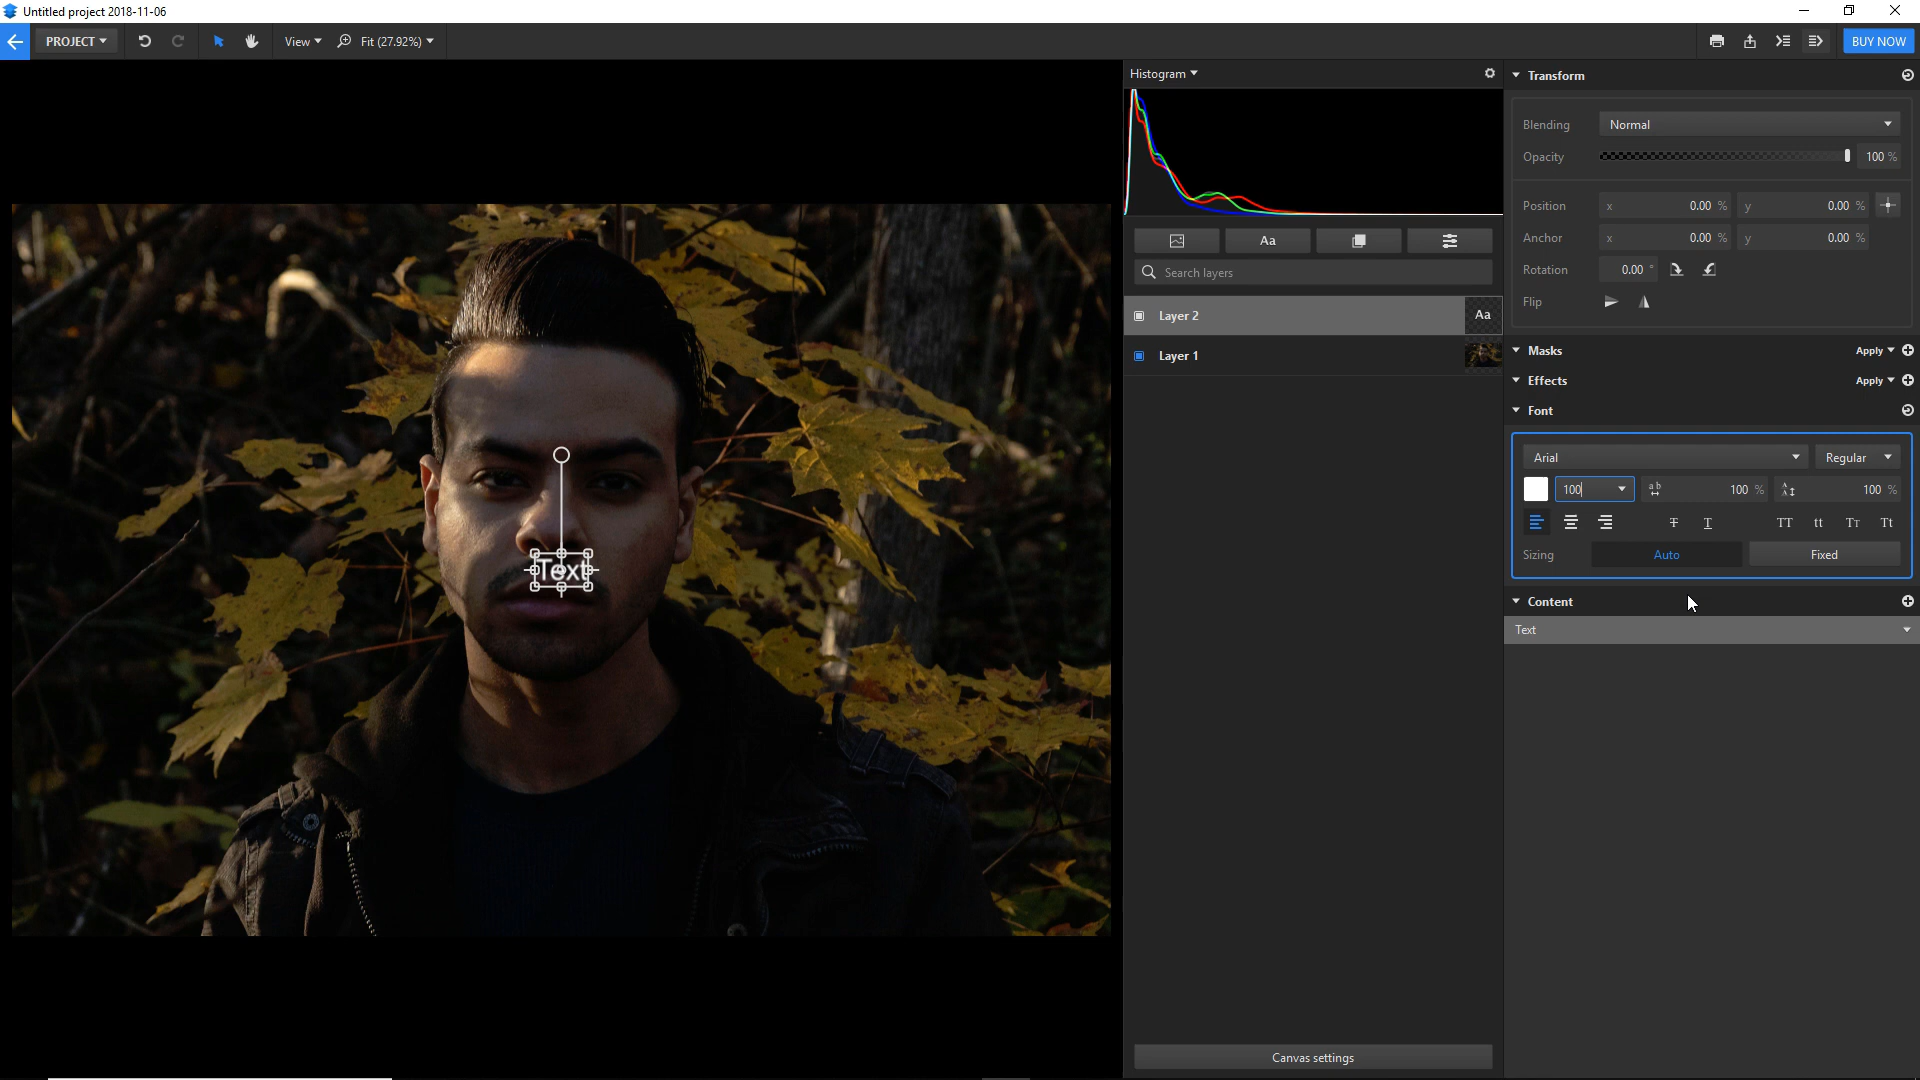 Untitled project 2018-11-06
PROJECT
View
Fit (27.92%)
BUY NOW
Histogram
Aa
Search layers
Layer 2
Aa
Layer 1
Canvas settings
Transform
Blending Normal
Opacity 100 %
Position x 0.00 % y 0.00 %
Anchor x 0.00 % y 0.00 %
Rotation 0.00 °
Flip
Masks Apply
Effects Apply
Font
Arial Regular
100 a b 100 % A A 100 %
T T TT tt Tt Tt
Sizing Auto Fixed
Content
Text
Text